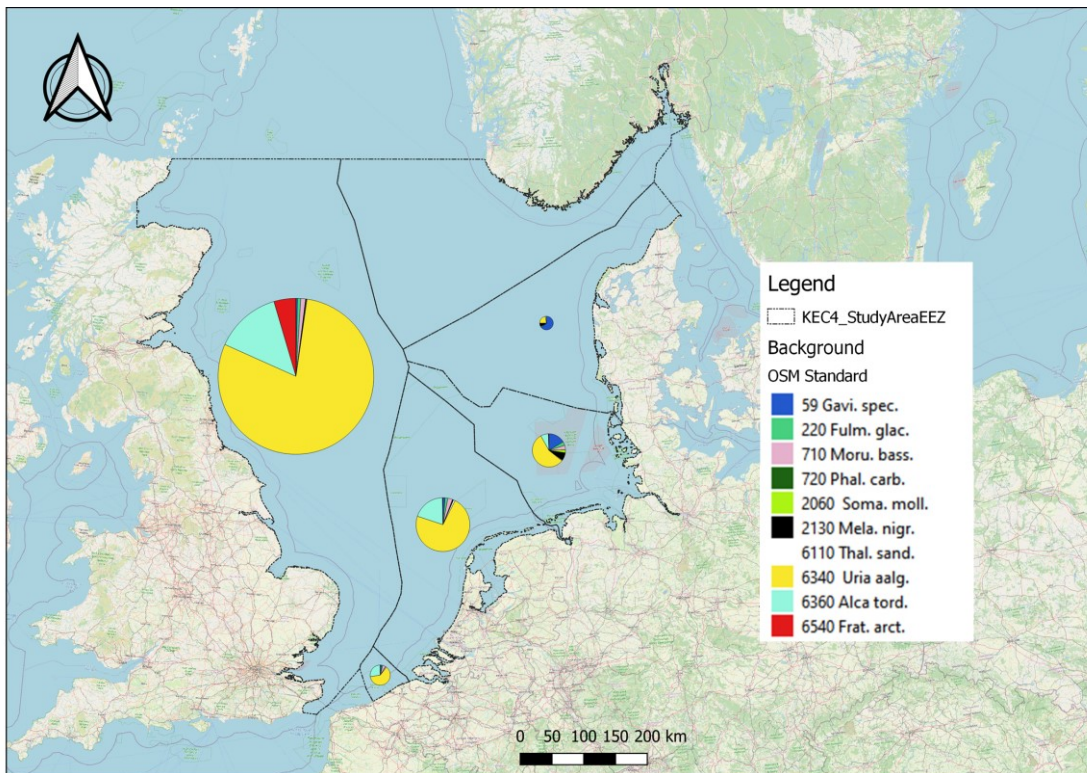 Legend
KEC4_StudyAreaEEZ
Background
OSM Standard
59 Gavi. spec.
220 Fulm. glac.
710 Moru. bass.
720 Phal. carb.
2060 Soma. moll.
2130 Mela. nigr.
6110 Thal. sand.
6340 Uria aalg.
6360 Alca tord.
6540 Frat. arct.
0 50 100 150 200 km